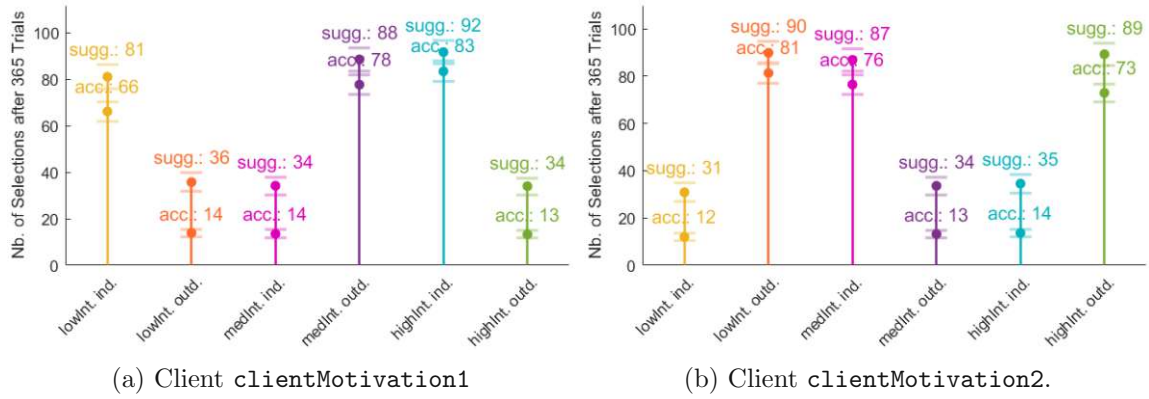 Nb. of Selections after 365 Trials
100
80
60
40
20
0
sugg.: 81
acc.: 66
sugg.: 36
acc.: 14
sugg.: 34
acc.: 14
sugg.: 88
acc.: 78
sugg.: 92
acc.: 83
sugg.: 34
acc.: 13
lowInt. ind.
lowInt. outd.
medInt. ind.
medInt. outd.
highInt. ind.
highInt. outd.
(a) Client clientMotivation1
Nb. of Selections after 365 Trials
100
80
60
40
20
0
sugg.: 31
acc.: 12
sugg.: 90
acc.: 81
sugg.: 87
acc.: 76
sugg.: 34
acc.: 13
sugg.: 35
acc.: 14
sugg.: 89
acc.: 73
lowInt. ind.
lowInt. outd.
medInt. ind.
medInt. outd.
highInt. ind.
highInt. outd.
(b) Client clientMotivation2.